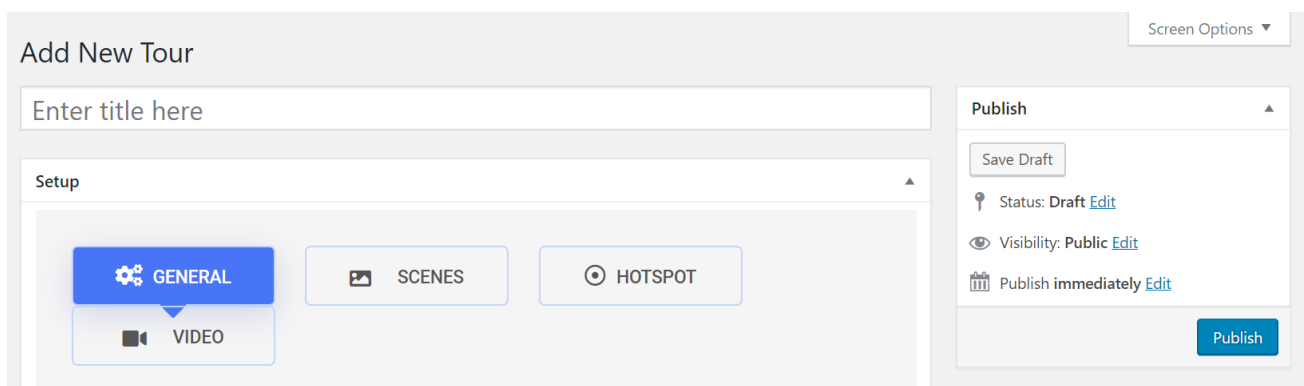 Screen Options
Add New Tour
Enter title here
Setup
GENERAL
SCENES
HOTSPOT
VIDEO
Publish
Save Draft
Status: Draft Edit
Visibility: Public Edit
Publish immediately Edit
Publish